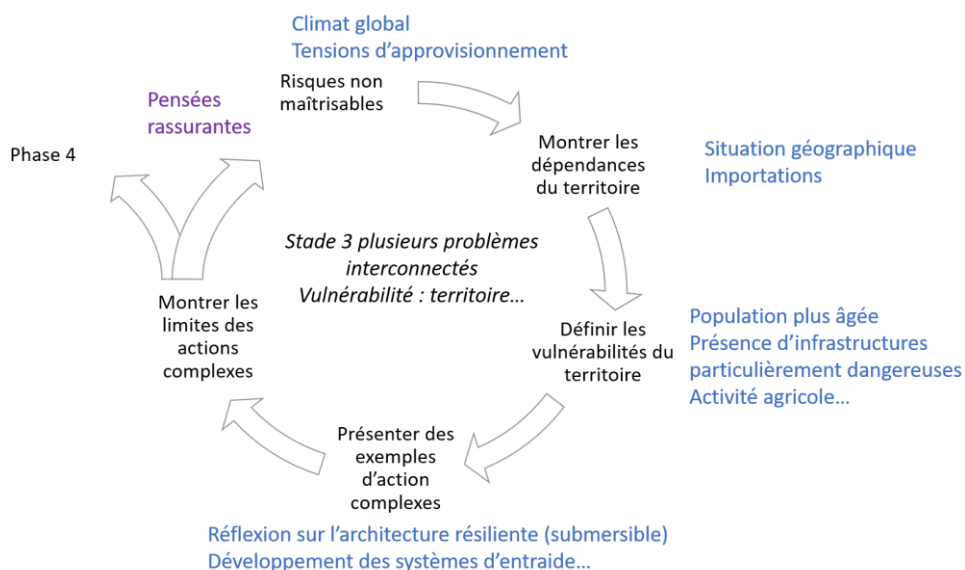 Climat global
Tensions d’approvisionnement
Risques non
maîtrisables
Pensées
rassurantes
Phase 4
Montrer les
dépendances
du territoire
Situation géographique
Importations
Stade 3 plusieurs problèmes
interconnectés
Vulnérabilité : territoire…
Montrer les
limites des
actions
complexes
Définir les
vulnérabilités du
territoire
Population plus âgée
Présence d’infrastructures
particulièrement dangereuses
Activité agricole…
Présenter des
exemples
d’action
complexes
Réflexion sur l’architecture résiliente (submersible)
Développement des systèmes d’entraide…